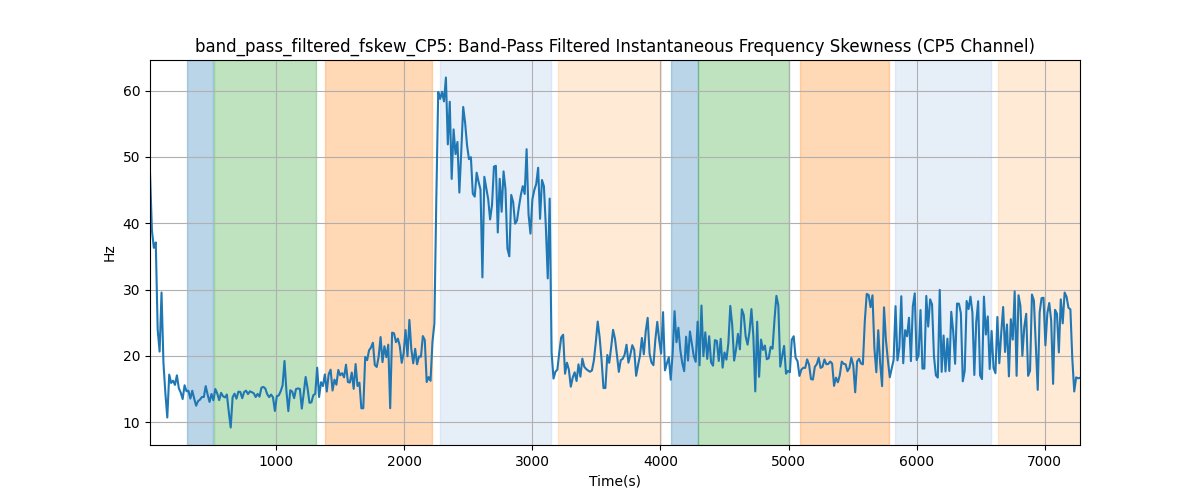 band_pass_filtered_fskew_CP5: Band-Pass Filtered Instantaneous Frequency Skewness (CP5 Channel)
60
50
40
30
20
10
Hz
1000 2000 3000 4000 5000 6000 7000
Time(s)